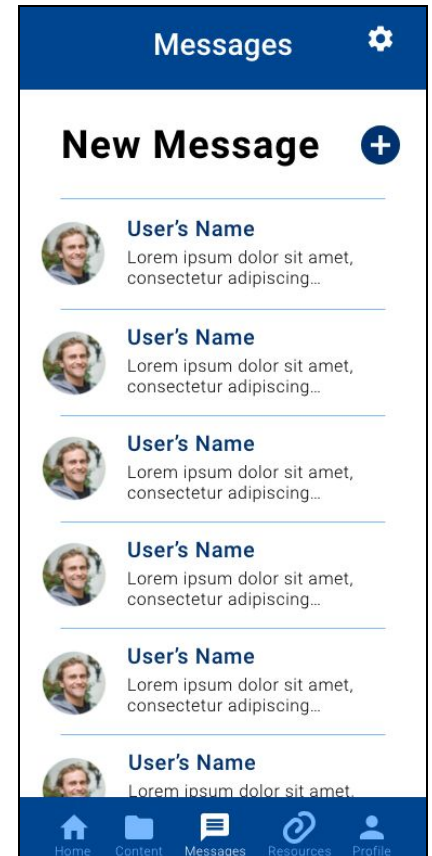 Messages
New Message
User’s Name
Lorem ipsum dolor sit amet,
consectetur adipiscing…
User’s Name
Lorem ipsum dolor sit amet,
consectetur adipiscing…
User’s Name
Lorem ipsum dolor sit amet,
consectetur adipiscing…
User’s Name
Lorem ipsum dolor sit amet,
consectetur adipiscing…
User’s Name
Lorem ipsum dolor sit amet,
consectetur adipiscing…
User’s Name
Lorem ipsum dolor sit amet,
Home Content Messages Resources Profile